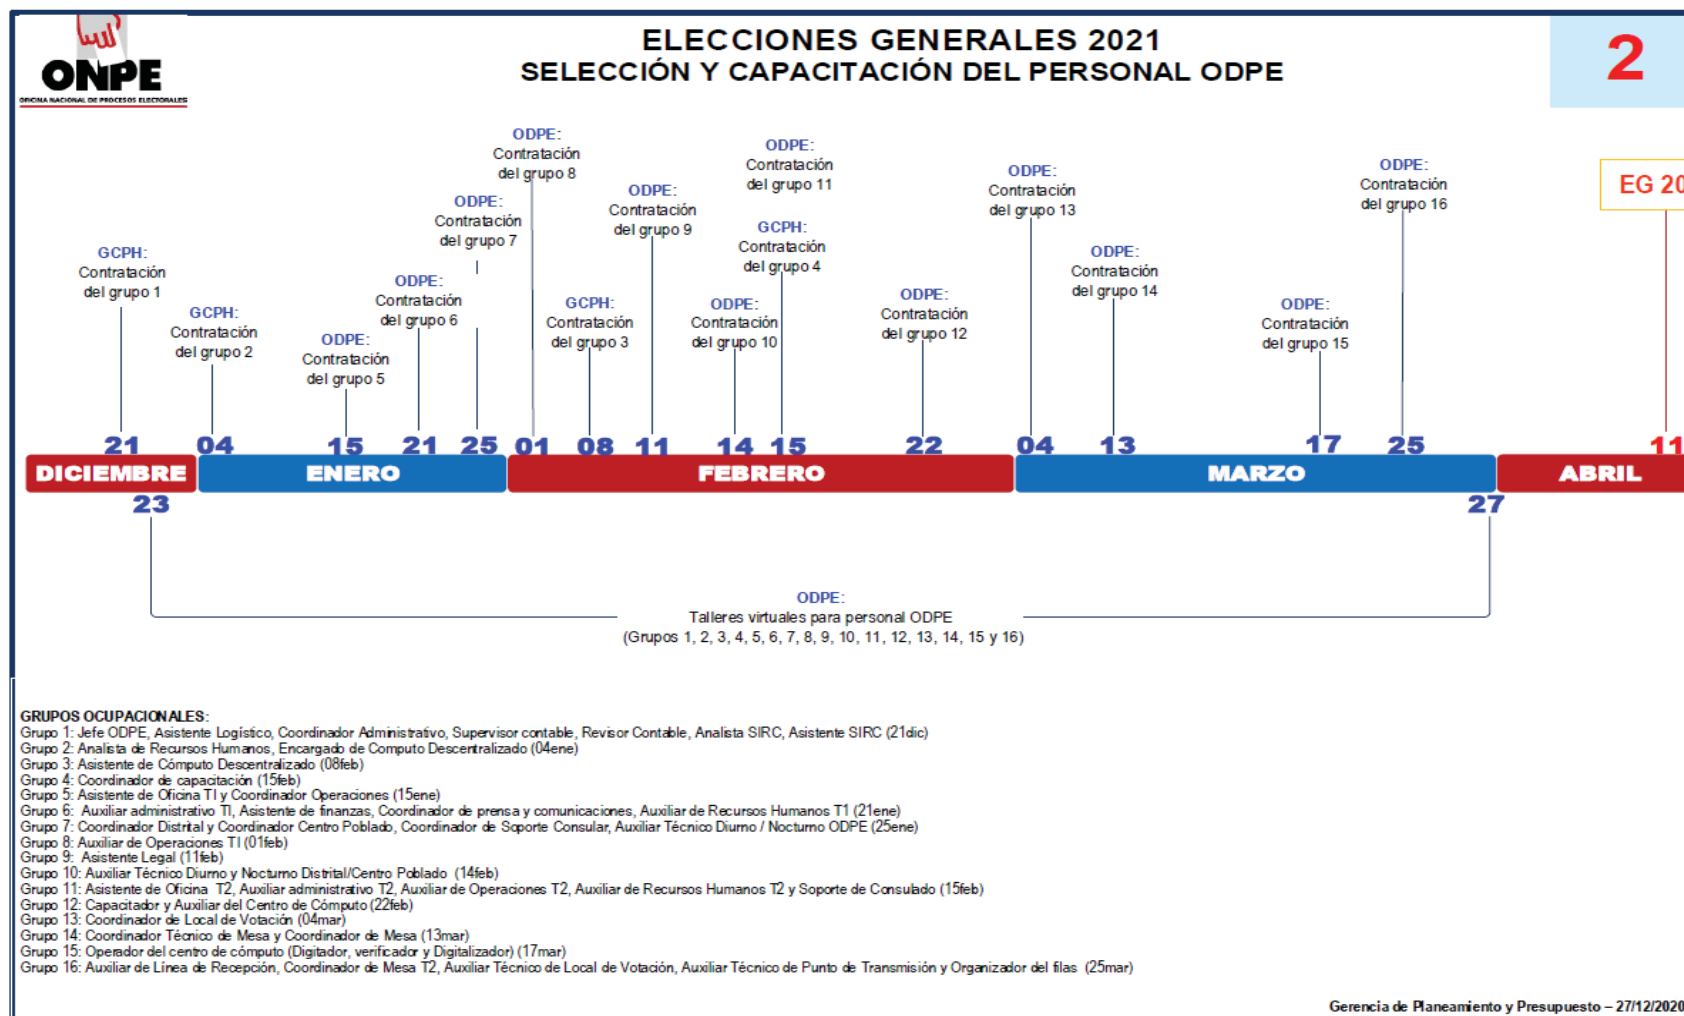 ONPE
OFICINA NACIONAL DE PROCESOS ELECTORALES
ELECCIONES GENERALES 2021
SELECCIÓN Y CAPACITACIÓN DEL PERSONAL ODPE
2
GCPH:
Contratación
del grupo 1
GCPH:
Contratación
del grupo 2
ODPE:
Contratación
del grupo 5
ODPE:
Contratación
del grupo 6
ODPE:
Contratación
del grupo 7
ODPE:
Contratación
del grupo 8
GCPH:
Contratación
del grupo 3
ODPE:
Contratación
del grupo 9
ODPE:
Contratación
del grupo 10
ODPE:
Contratación
del grupo 11
GCPH:
Contratación
del grupo 4
ODPE:
Contratación
del grupo 12
ODPE:
Contratación
del grupo 13
ODPE:
Contratación
del grupo 14
ODPE:
Contratación
del grupo 15
ODPE:
Contratación
del grupo 16
EG 20
21 04 15 21 25 01 08 11 14 15 22 04 13 17 25 11
DICIEMBRE ENERO FEBRERO MARZO ABRIL
23 27
ODPE:
Talleres virtuales para personal ODPE
(Grupos 1, 2, 3, 4, 5, 6, 7, 8, 9, 10, 11, 12, 13, 14, 15 y 16)
GRUPOS OCUPACIONALES:
Grupo 1: Jefe ODPE, Asistente Logístico, Coordinador Administrativo, Supervisor contable, Revisor Contable, Analista SIRC, Asistente SIRC (21dic)
Grupo 2: Analista de Recursos Humanos, Encargado de Computo Descentralizado (04ene)
Grupo 3: Asistente de Cómputo Descentralizado (08feb)
Grupo 4: Coordinador de capacitación (15feb)
Grupo 5: Asistente de Oficina TI y Coordinador Operaciones (15ene)
Grupo 6: Auxiliar administrativo TI, Asistente de finanzas, Coordinador de prensa y comunicaciones, Auxiliar de Recursos Humanos T1 (21ene)
Grupo 7: Coordinador Distrital y Coordinador Centro Poblado, Coordinador de Soporte Consular, Auxiliar Técnico Diurno / Nocturno ODPE (25ene)
Grupo 8: Auxiliar de Operaciones TI (01feb)
Grupo 9: Asistente Legal (11feb)
Grupo 10: Auxiliar Técnico Diurno y Nocturno Distrital/Centro Poblado (14feb)
Grupo 11: Asistente de Oficina T2, Auxiliar administrativo T2, Auxiliar de Operaciones T2, Auxiliar de Recursos Humanos T2 y Soporte de Consulado (15feb)
Grupo 12: Capacitador y Auxiliar del Centro de Cómputo (22feb)
Grupo 13: Coordinador de Local de Votación (04mar)
Grupo 14: Coordinador Técnico de Mesa y Coordinador de Mesa (13mar)
Grupo 15: Operador del centro de cómputo (Digitador, verificador y Digitalizador) (17mar)
Grupo 16: Auxiliar de Línea de Recepción, Coordinador de Mesa T2, Auxiliar Técnico de Local de Votación, Auxiliar Técnico de Punto de Transmisión y Organizador del filas (25mar)
Gerencia de Planeamiento y Presupuesto – 27/12/2020